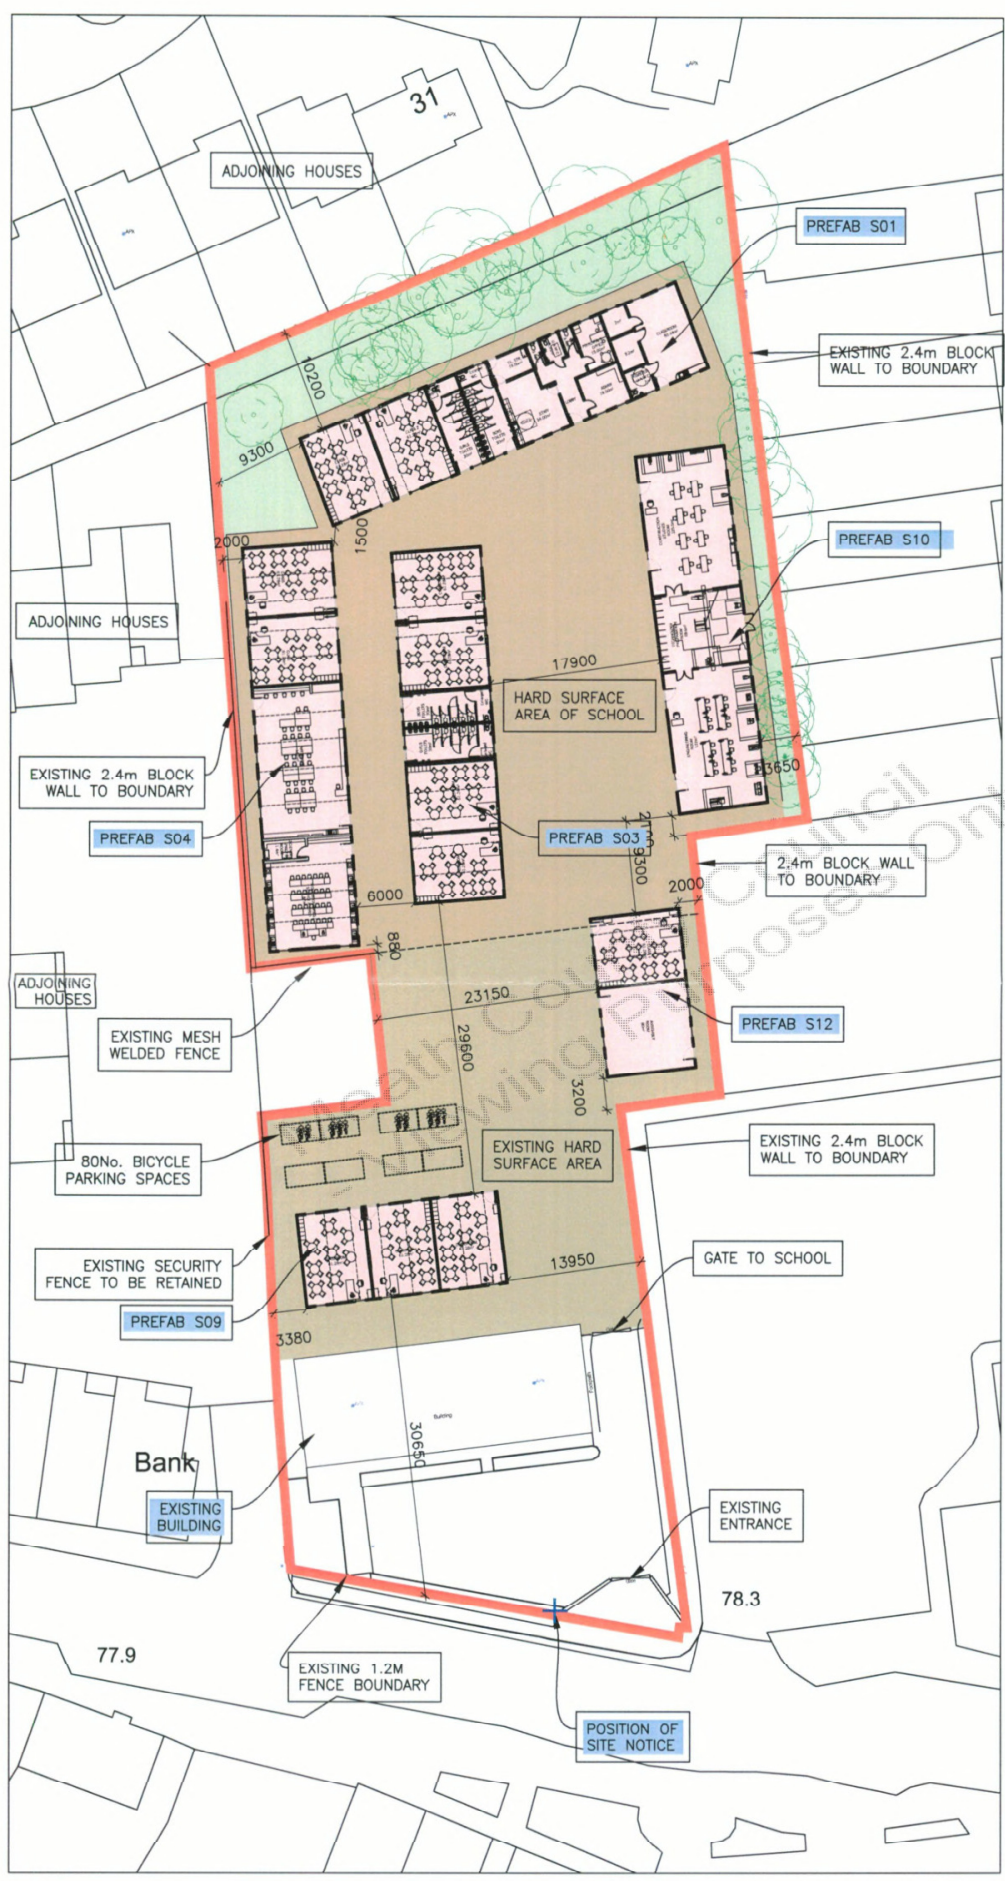 31
ADJOINING HOUSES
PREFAB S01
EXISTING 2.4m BLOCK
WALL TO BOUNDARY
10200
9300
1500
2000
PREFAB S10
ADJOINING HOUSES
17900
HARD SURFACE
AREA OF SCHOOL
EXISTING 2.4m BLOCK
WALL TO BOUNDARY
3650
PREFAB S04
PREFAB S03
9300
2.4m BLOCK WALL
TO BOUNDARY
2000
6000
880
ADJOINING
HOUSES
23150
PREFAB S12
EXISTING MESH
WELDED FENCE
29600
3200
Meath County Council
Viewing Purposes Only
80No. BICYCLE
PARKING SPACES
EXISTING HARD
SURFACE AREA
EXISTING 2.4m BLOCK
WALL TO BOUNDARY
EXISTING SECURITY
FENCE TO BE RETAINED
13950
GATE TO SCHOOL
PREFAB S09
3380
30650
Building
Bank
EXISTING
BUILDING
EXISTING
ENTRANCE
78.3
77.9
EXISTING 1.2M
FENCE BOUNDARY
POSITION OF
SITE NOTICE